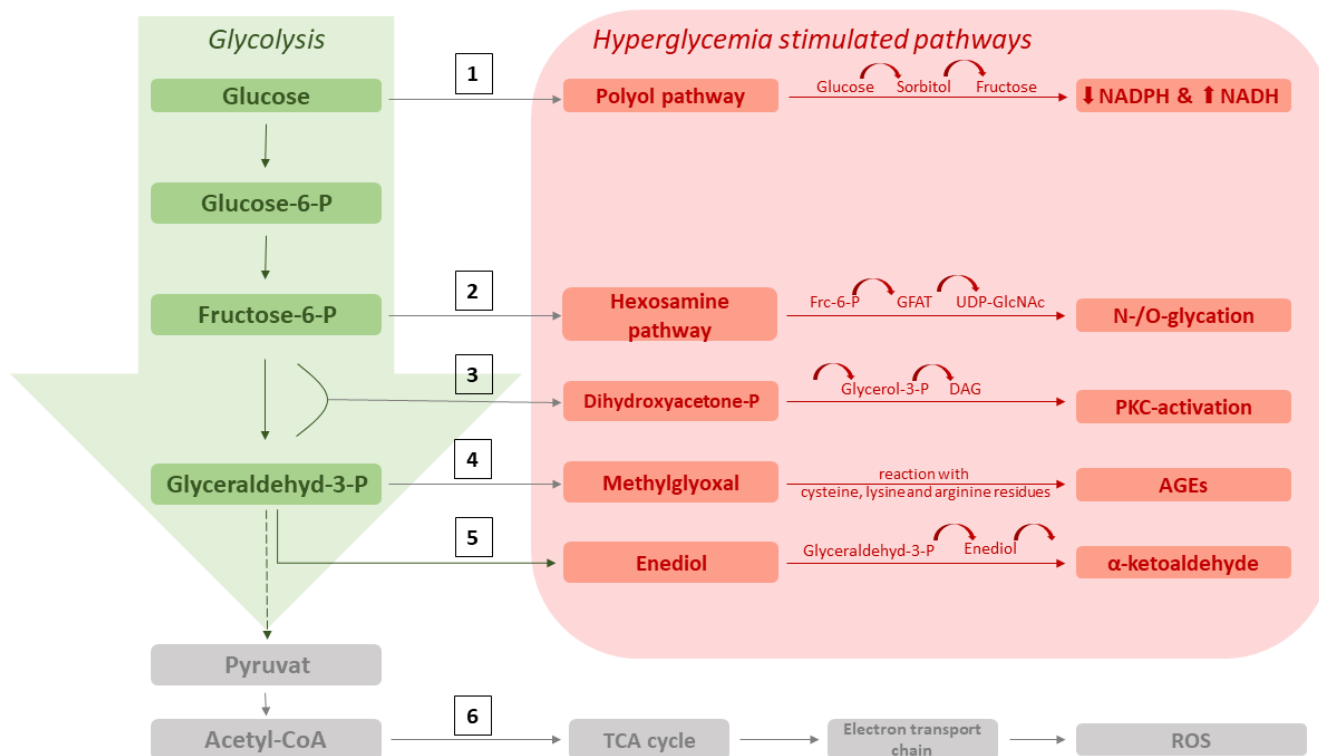 Glycolysis
Hyperglycemia stimulated pathways
1
Glucose
Polyol pathway
Glucose Sorbitol Fructose
⬇NADPH & ⬆NADH
Glucose-6-P
2
Fructose-6-P
Hexosamine
pathway
Frc-6-P GFAT UDP-GlcNAc
N-/O-glycation
3
Dihydroxyacetone-P
Glycerol-3-P DAG
PKC-activation
4
Glyceraldehyd-3-P
Methylglyoxal
reaction with
cysteine, lysine and arginine residues
AGEs
5
Enediol
Glyceraldehyd-3-P Enediol
α-ketoaldehyde
Pyruvat
6
Acetyl-CoA
TCA cycle
Electron transport
chain
ROS